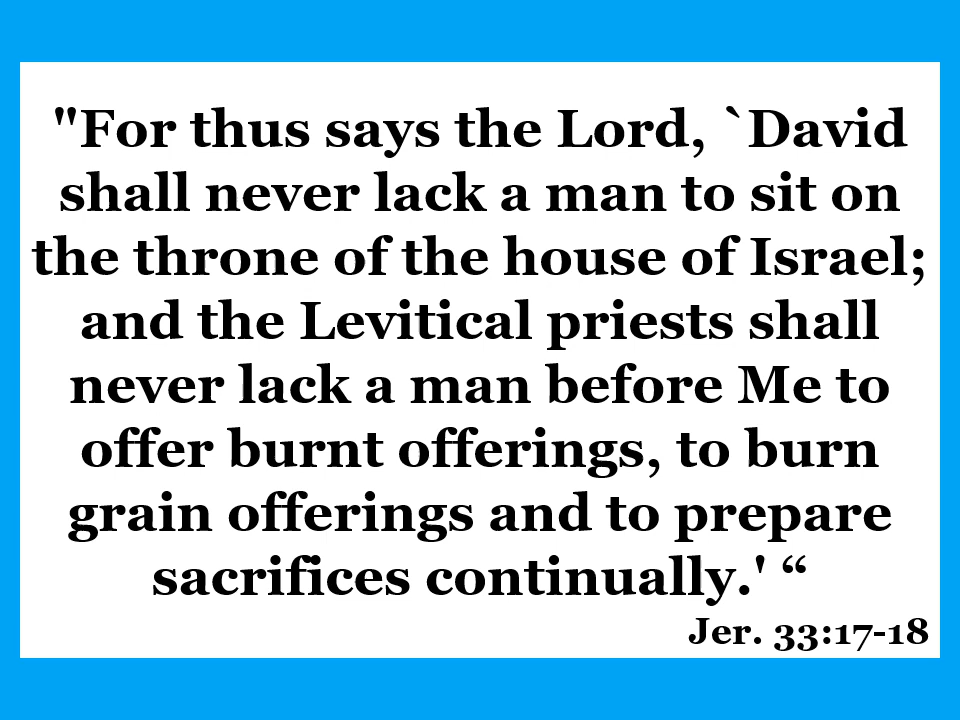 "For thus says the Lord, `David
shall never lack a man to sit on
the throne of the house of Israel;
and the Levitical priests shall
never lack a man before Me to
offer burnt offerings, to burn
grain offerings and to prepare
sacrifices continually.' “
Jer. 33:17-18